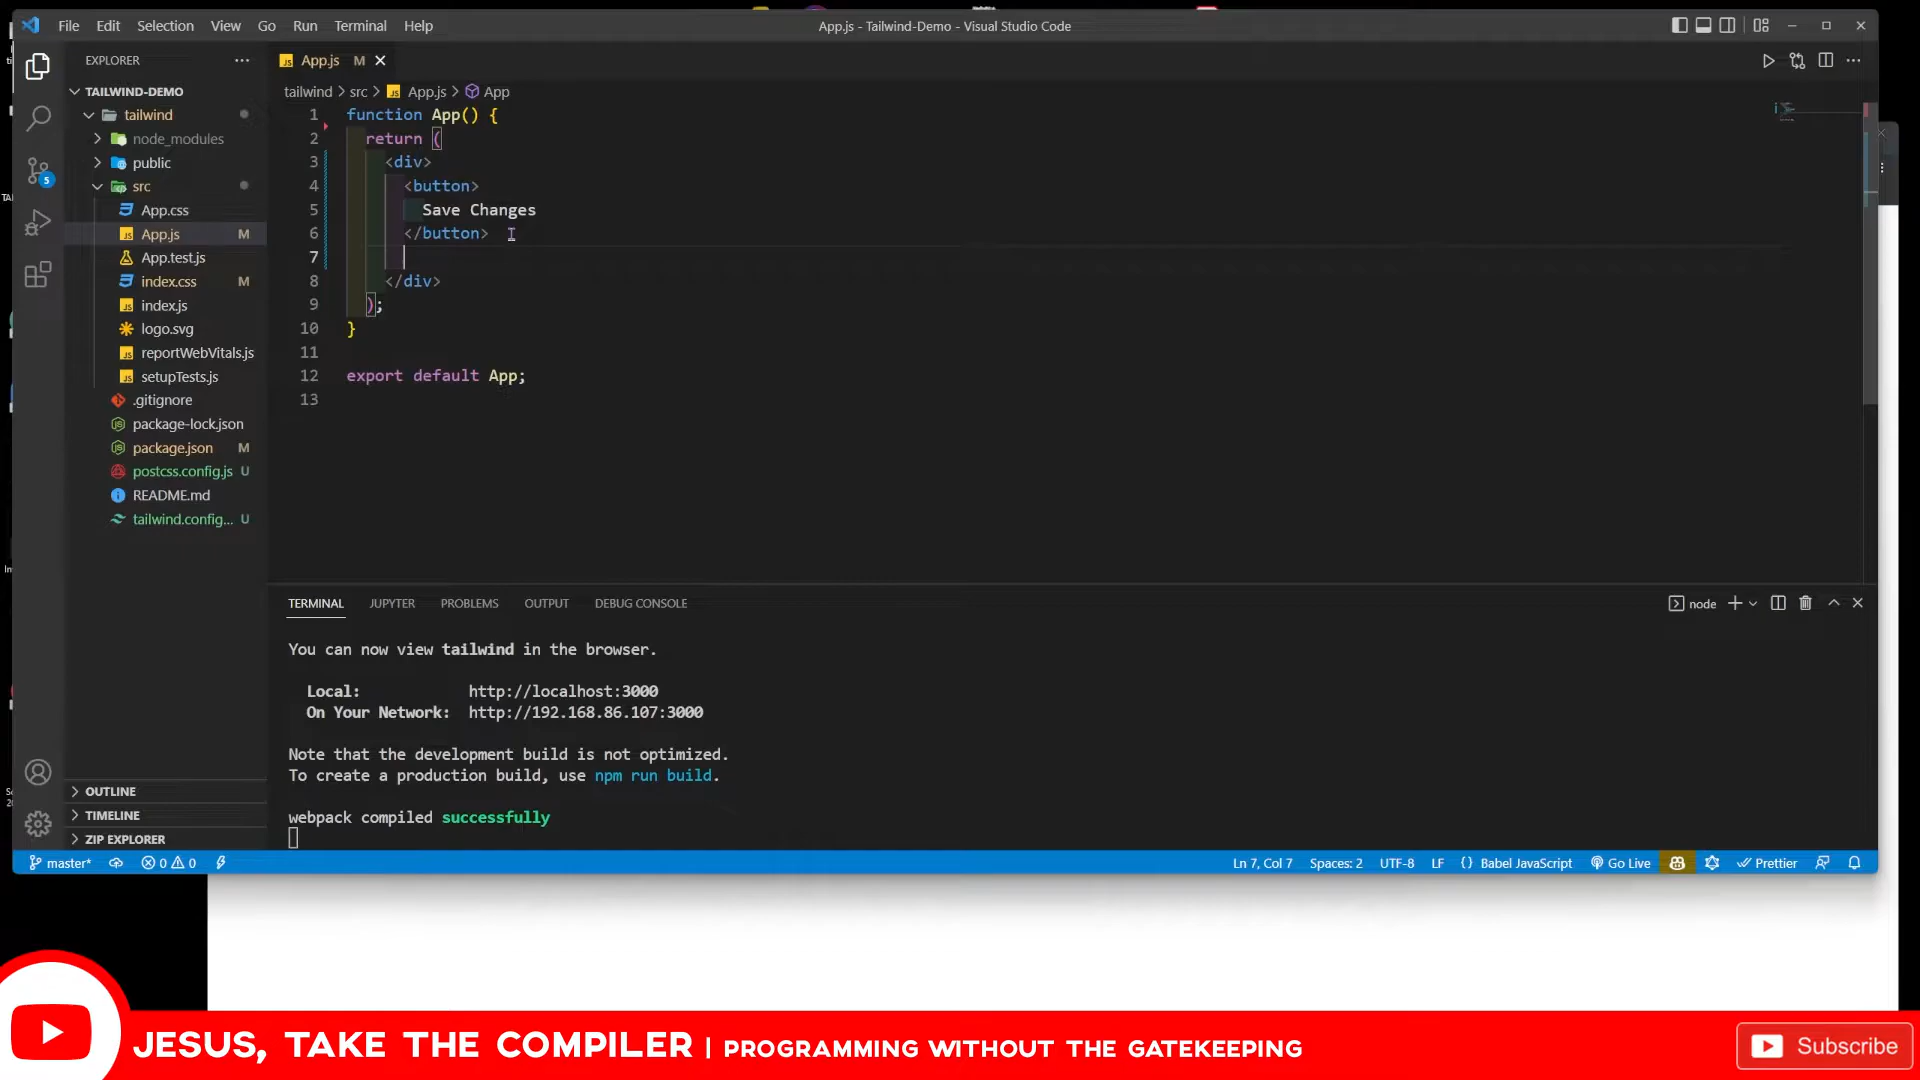 File Edit Selection View Go Run Terminal Help
App.js - Tailwind-Demo - Visual Studio Code
EXPLORER
TAILWIND-DEMO
tailwind
node_modules
public
src
App.css
App.js M
App.test.js
index.css M
index.js
logo.svg
reportWebVitals.js
setupTests.js
.gitignore
package-lock.json
package.json M
postcss.config.js U
README.md
tailwind.config... U
OUTLINE
TIMELINE
ZIP EXPLORER
5
JS App.js M
tailwind > src > JS App.js > App
1 function App() {
2 return (
3 <div>
4 <button>
5 Save Changes
6 </button>
7
8 </div>
9 );
10 }
11
12 export default App;
13
TERMINAL JUPYTER PROBLEMS OUTPUT DEBUG CONSOLE
node
You can now view tailwind in the browser.
Local: http://localhost:3000
On Your Network: http://192.168.86.107:3000
Note that the development build is not optimized.
To create a production build, use npm run build.
webpack compiled successfully
master* 0 0 Ln 7, Col 7 Spaces: 2 UTF-8 LF {} Babel JavaScript Go Live Prettier
JESUS, TAKE THE COMPILER | PROGRAMMING WITHOUT THE GATEKEEPING
Subscribe